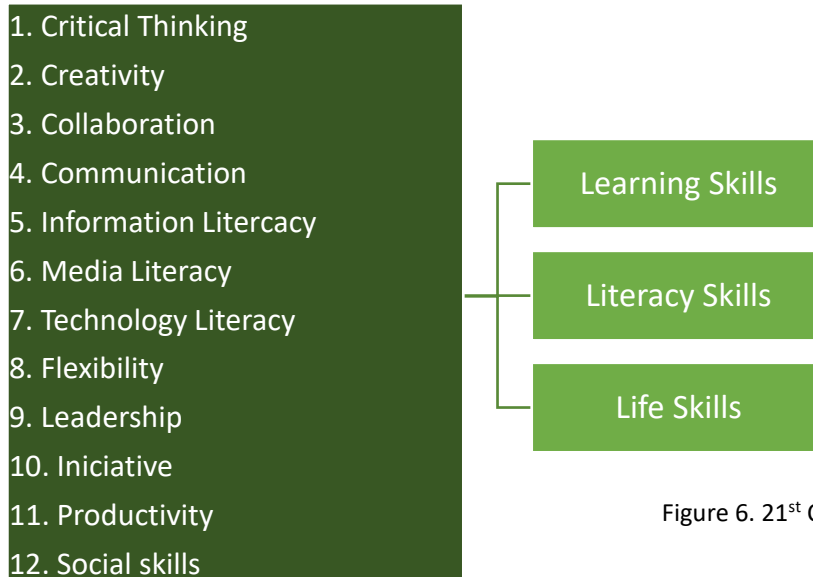 1. Critical Thinking
2. Creativity
3. Collaboration
4. Communication
5. Information Litercacy
6. Media Literacy
7. Technology Literacy
8. Flexibility
9. Leadership
10. Iniciative
11. Productivity
12. Social skills
Learning Skills
Literacy Skills
Life Skills
Figure 6. 21st